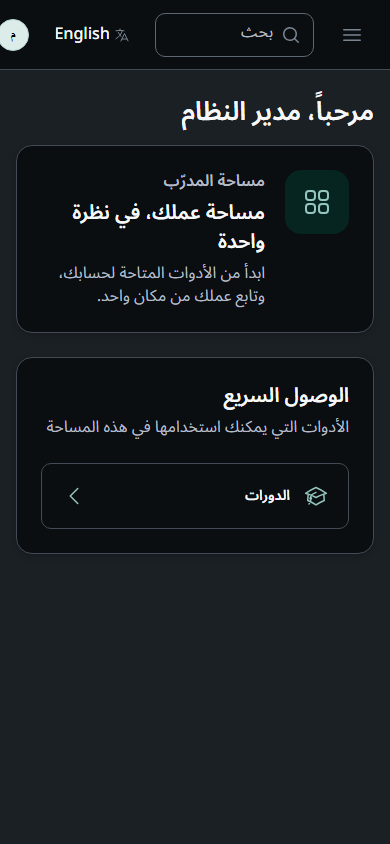 بحث
English
م
مرحباً، مدير النظام
مساحة المدرّب
مساحة عملك، في نظرة
واحدة
ابدأ من الأدوات المتاحة لحسابك،
وتابع عملك من مكان واحد.
الوصول السريع
الأدوات التي يمكنك استخدامها في هذه المساحة
الدورات